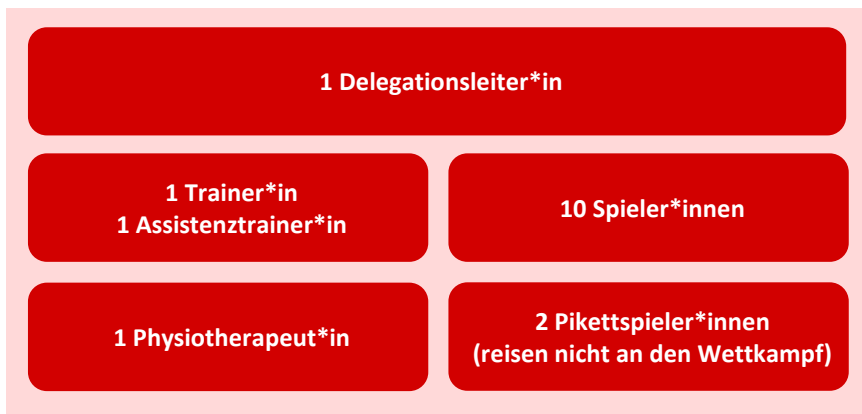 1 Delegationsleiter*in
1 Trainer*in
1 Assistenztrainer*in
10 Spieler*innen
1 Physiotherapeut*in
2 Pikettspieler*innen
(reisen nicht an den Wettkampf)